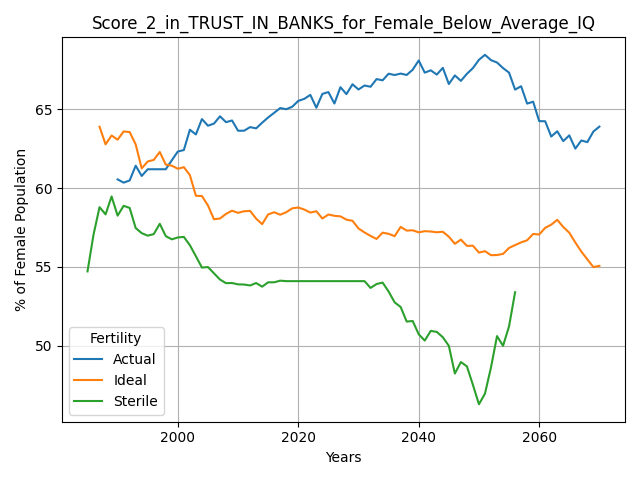 Score_2_in_TRUST_IN_BANKS_for_Female_Below_Average_IQ
% of Female Population
65
60
55
50
Fertility
Actual
Ideal
Sterile
2000 2020 2040 2060
Years